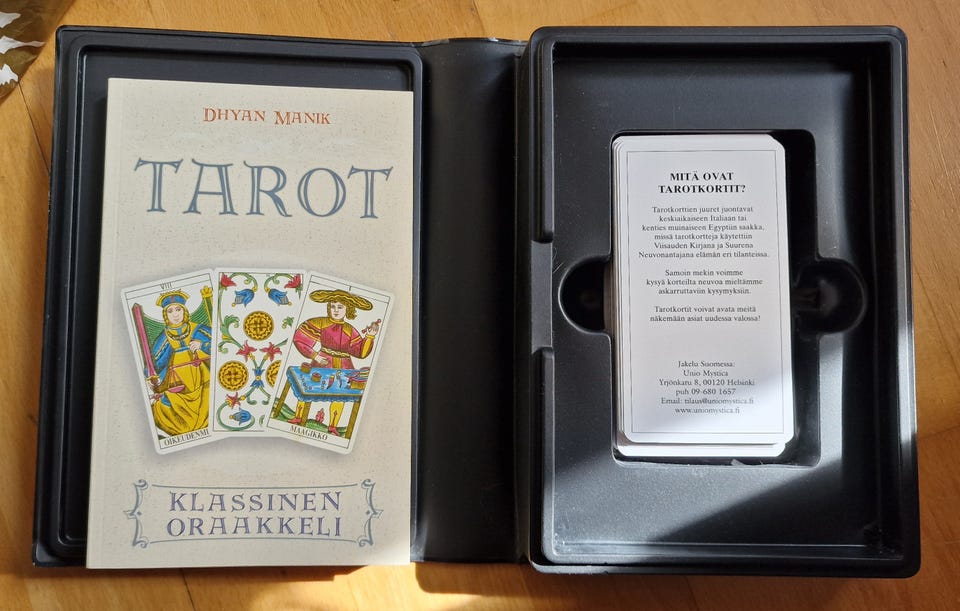 DHYAN MANIK
TAROT
VIII
I
OIKEUDENMU
MAAGIKKO
KLASSINEN
ORAAKKELI
MITÄ OVAT
TAROTKORTIT?
Tarotkorttien juuret juontavat
keskiaikaiseen Italiaan tai
kenties muinaiseen Egyptiin saakka,
missä tarotkortteja käytettiin
Viisauden Kirjana ja Suurena
Neuvonantajana elämän eri tilanteissa.
Samoin mekin voimme
kysyä korteilta neuvoa mieltämme
askarruttaviin kysymyksiin.
Tarotkortit voivat avata meitä
näkemään asiat uudessa valossa!
Jakelu Suomessa:
Unio Mystica
Yrjönkatu 8, 00120 Helsinki
puh 09-680 1657
Email: tilaus@uniomystica.fi
www.uniomystica.fi